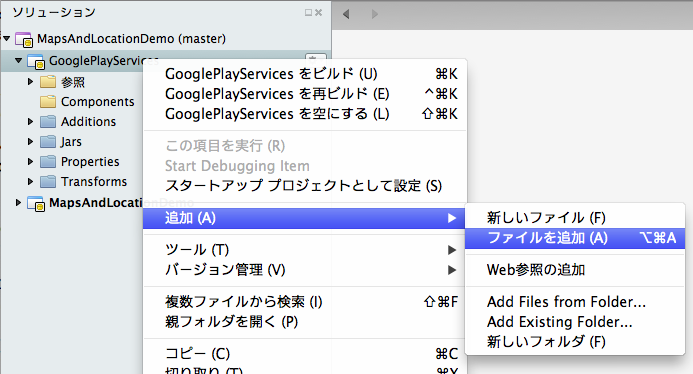 ソリューション
MapsAndLocationDemo (master)
GooglePlayServices
参照
Components
Additions
Jars
Properties
Transforms
MapsAndLocationDemo
GooglePlayServices をビルド (U) ⌘K
GooglePlayServices を再ビルド (E) ^⌘K
GooglePlayServices を空にする (L) ⇧⌘K
この項目を実行 (R)
Start Debugging Item
スタートアップ プロジェクトとして設定 (S)
追加 (A)
ツール (T)
バージョン管理 (V)
複数ファイルから検索 (I) ⇧⌘F
親フォルダを開く (P)
コピー (C) ⌘C
切り取り (T) ⌘X
新しいファイル (F)
ファイルを追加 (A) ⌥⌘A
Web参照の追加
Add Files from Folder...
Add Existing Folder...
新しいフォルダ (F)